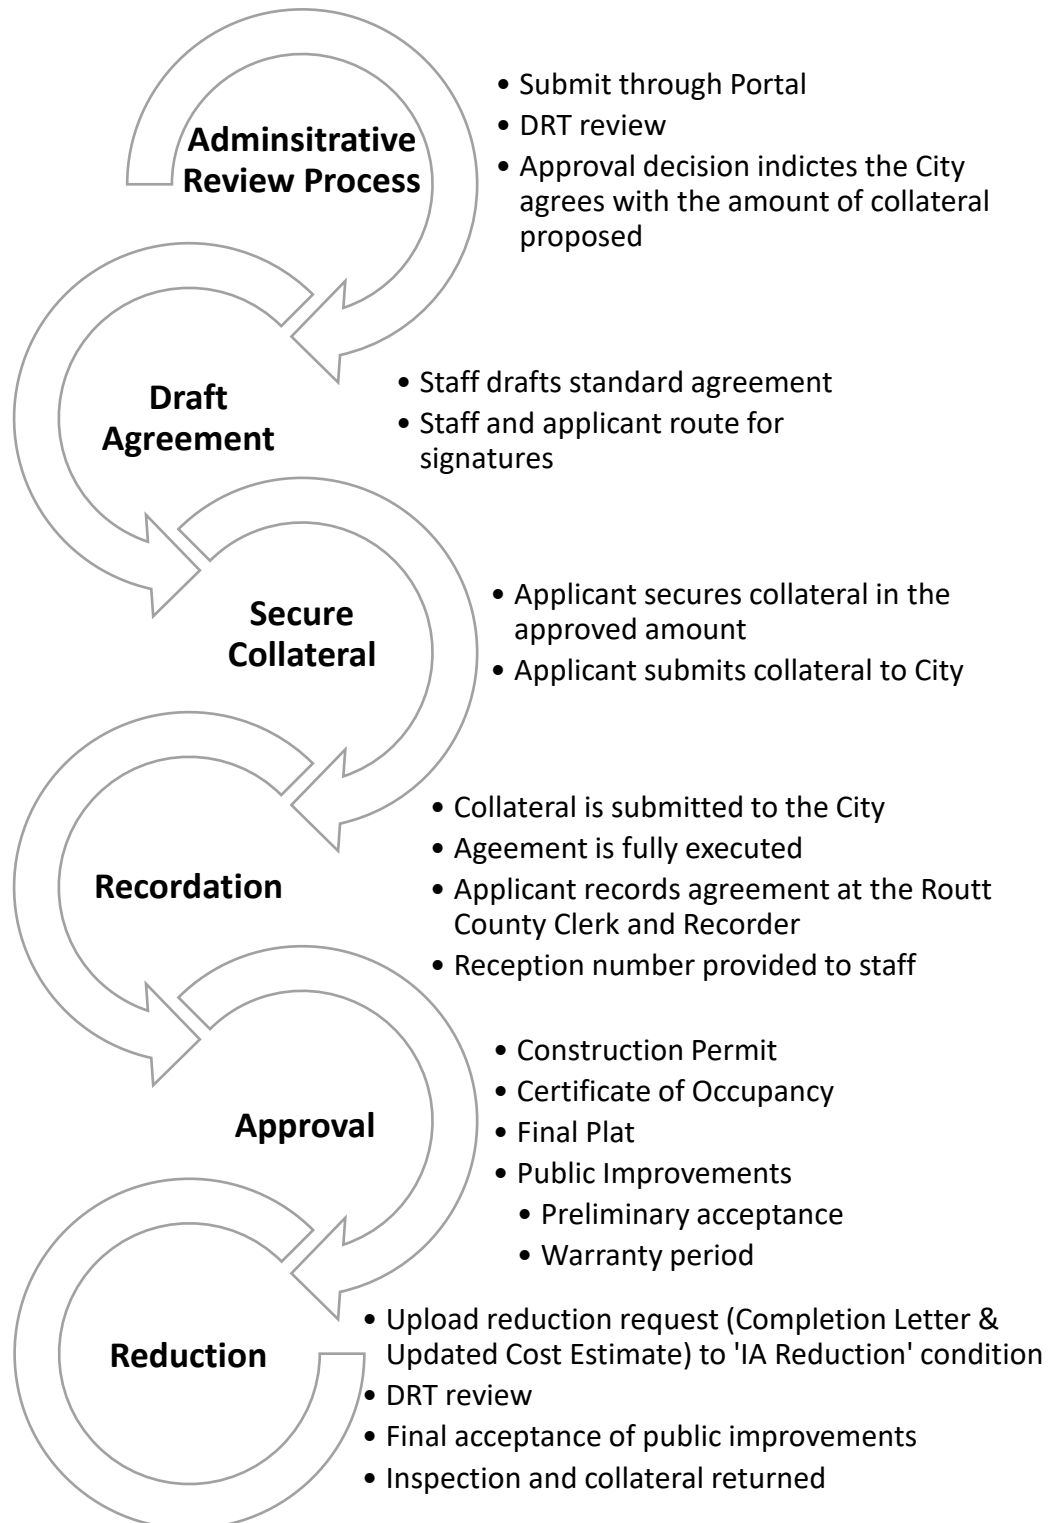 Adminsitrative
Review Process
• Submit through Portal
• DRT review
• Approval decision indictes the City
agrees with the amount of collateral
proposed
Draft
Agreement
• Staff drafts standard agreement
• Staff and applicant route for
signatures
Secure
Collateral
• Applicant secures collateral in the
approved amount
• Applicant submits collateral to City
Recordation
• Collateral is submitted to the City
• Ageement is fully executed
• Applicant records agreement at the Routt
County Clerk and Recorder
• Reception number provided to staff
Approval
• Construction Permit
• Certificate of Occupancy
• Final Plat
• Public Improvements
• Preliminary acceptance
• Warranty period
Reduction
• Upload reduction request (Completion Letter &
Updated Cost Estimate) to 'IA Reduction' condition
• DRT review
• Final acceptance of public improvements
• Inspection and collateral returned